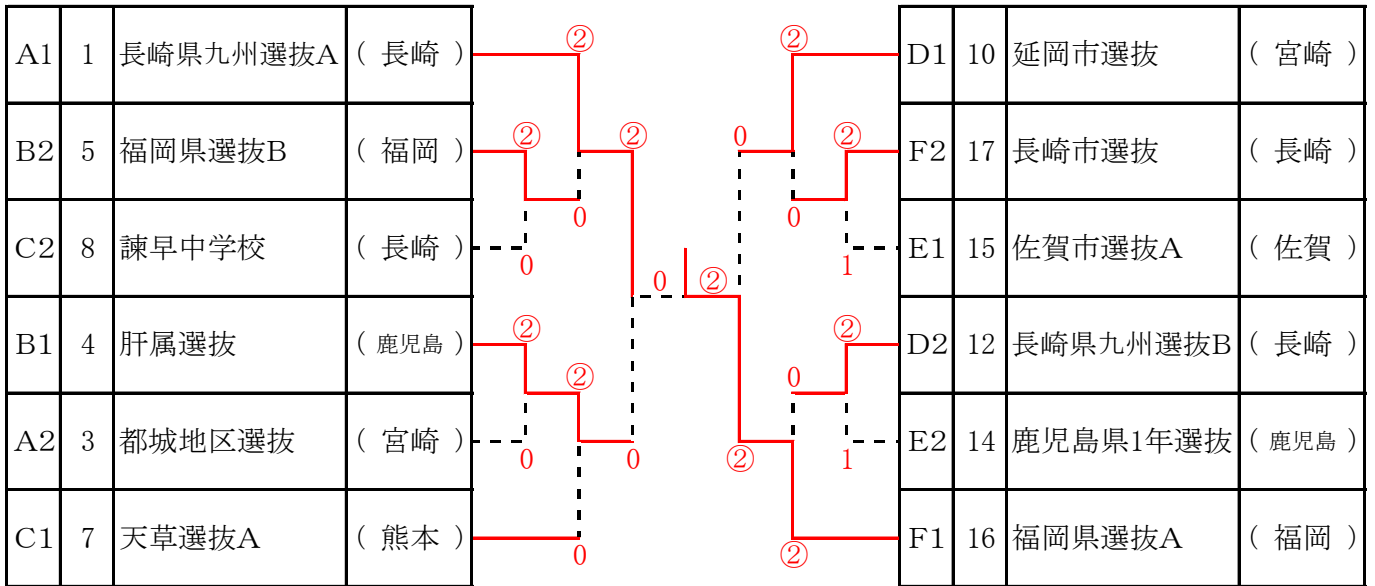 A1 1 長崎県九州選抜A ( 長崎 ) ② ② D1 10 延岡市選抜 ( 宮崎 )
B2 5 福岡県選抜B ( 福岡 ) ② ② 0 ② F2 17 長崎市選抜 ( 長崎 )
0 0
C2 8 諫早中学校 ( 長崎 ) 0 1 E1 15 佐賀市選抜A ( 佐賀 )
0 ②
B1 4 肝属選抜 ( 鹿児島 ) ② ② D2 12 長崎県九州選抜B ( 長崎 )
② 0
A2 3 都城地区選抜 ( 宮崎 ) 0 0 ② 1 E2 14 鹿児島県1年選抜 ( 鹿児島 )
C1 7 天草選抜A ( 熊本 ) 0 ② F1 16 福岡県選抜A ( 福岡 )